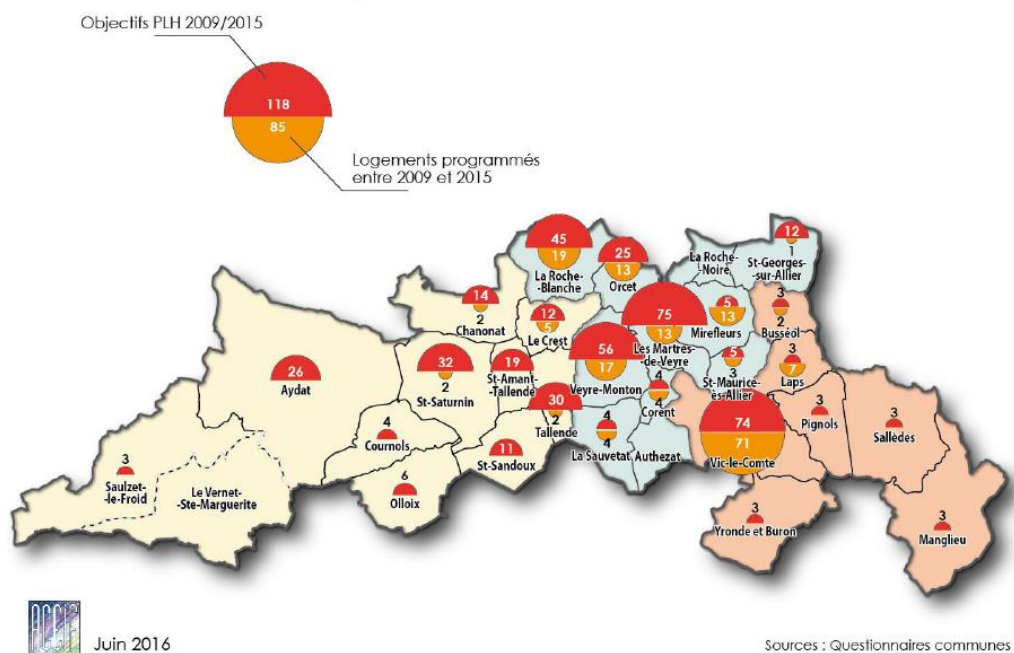 Objectifs PLH 2009/2015
118
85
Logements programmés
entre 2009 et 2015
12
1
St-Georges-
-sur-Allier
La Roche-
-Noire
45
19
La Roche-
-Blanche
25
13
Orcet
14
2
Chanonat
12
5
Le Crest
75
13
Les Martres-
-de-Veyre
5
13
Mirefleurs
3
2
Busséol
26
Aydat
32
2
St-Saturnin
19
St-Amant-
-Tallende
56
17
Veyre-Monton
5
3
St-Maurice-
-ès-Allier
3
7
Laps
4
4
Corent
30
2
Tallende
4
4
La Sauvetat
Authezat
74
71
Vic-le-Comte
3
Pignols
3
Sallèdes
4
Cournols
11
St-Sandoux
3
Saulzet-
-le-Froid
Le Vernet-
-Ste-Marguerite
6
Olloix
3
Yronde et Buron
3
Manglieu
Juin 2016
Sources : Questionnaires communes